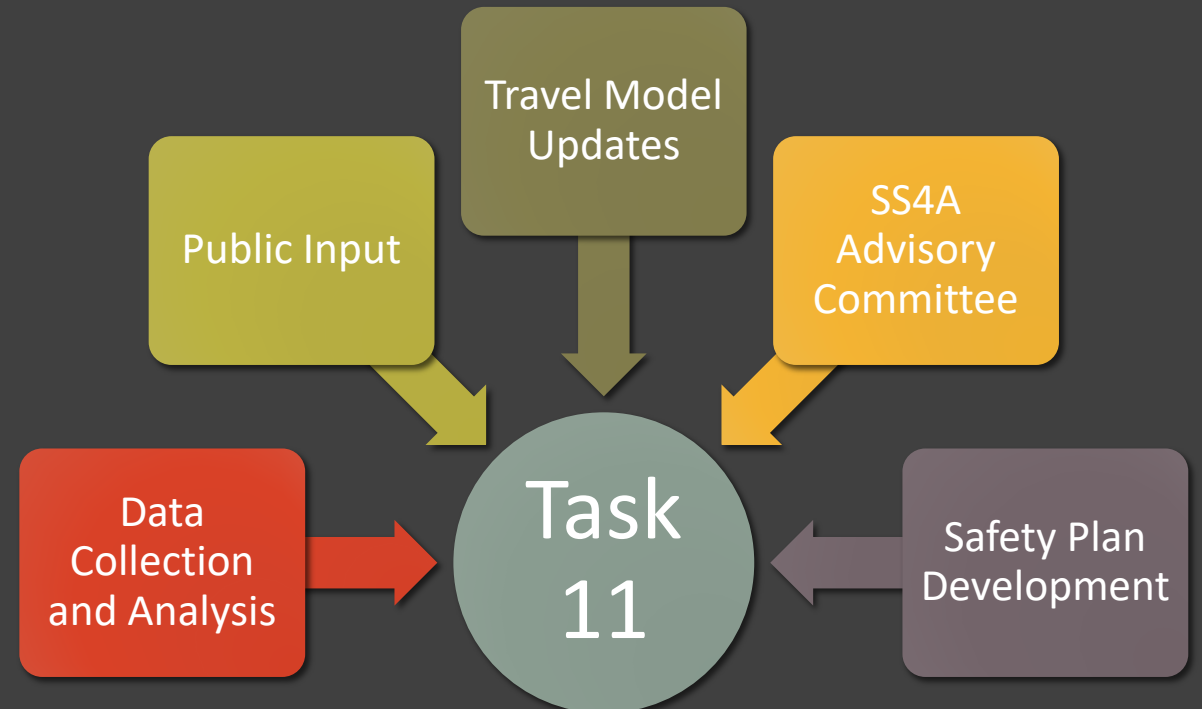 Travel Model
Updates
Public Input
SS4A
Advisory
Committee
Data
Collection
and Analysis
Task
11
Safety Plan
Development